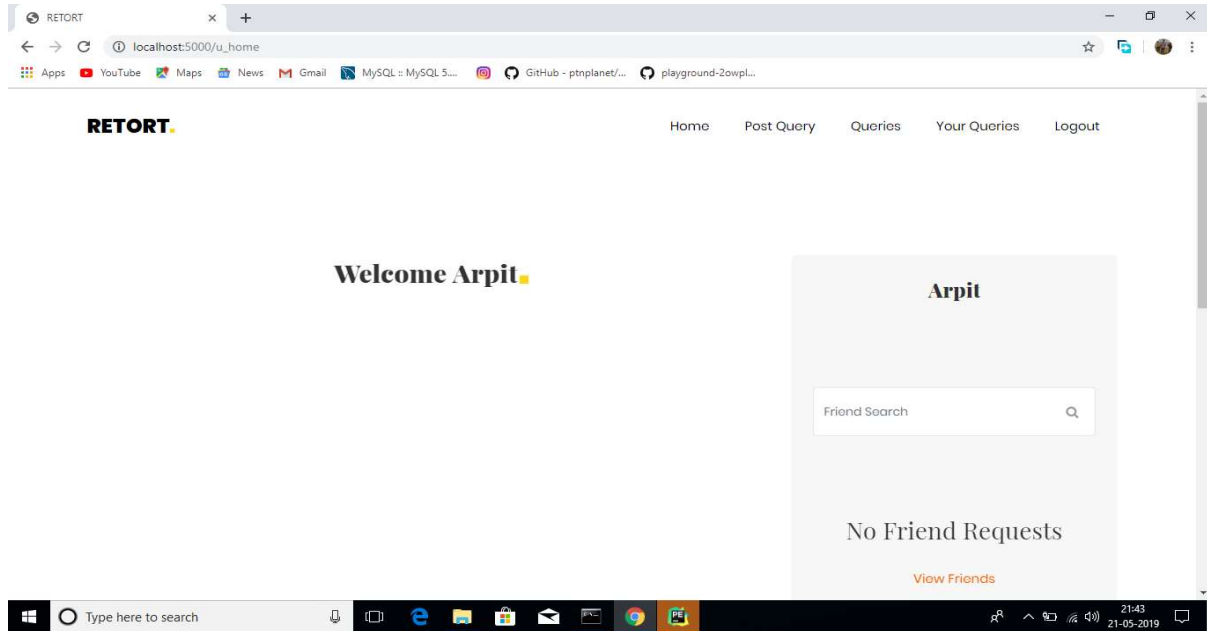 RETORT
localhost:5000/u_home
Apps YouTube Maps News Gmail MySQL :: MySQL 5.... GitHub - ptnplanet/... playground-2owpl...
RETORT. Home Post Query Queries Your Queries Logout
Welcome Arpit.
Arpit
Friend Search
No Friend Requests
View Friends
Type here to search
PE
21:43
21-05-2019